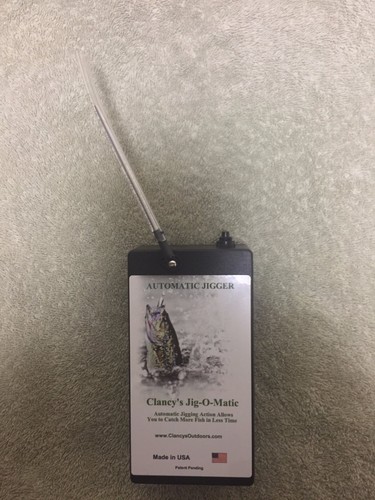 AUTOMATIC JIGGER
Clancy's Jig-O-Matic
Automatic Jigging Action Allows
You to Catch More Fish in Less Time
www.ClancysOutdoors.com
Made in USA
Patent Pending